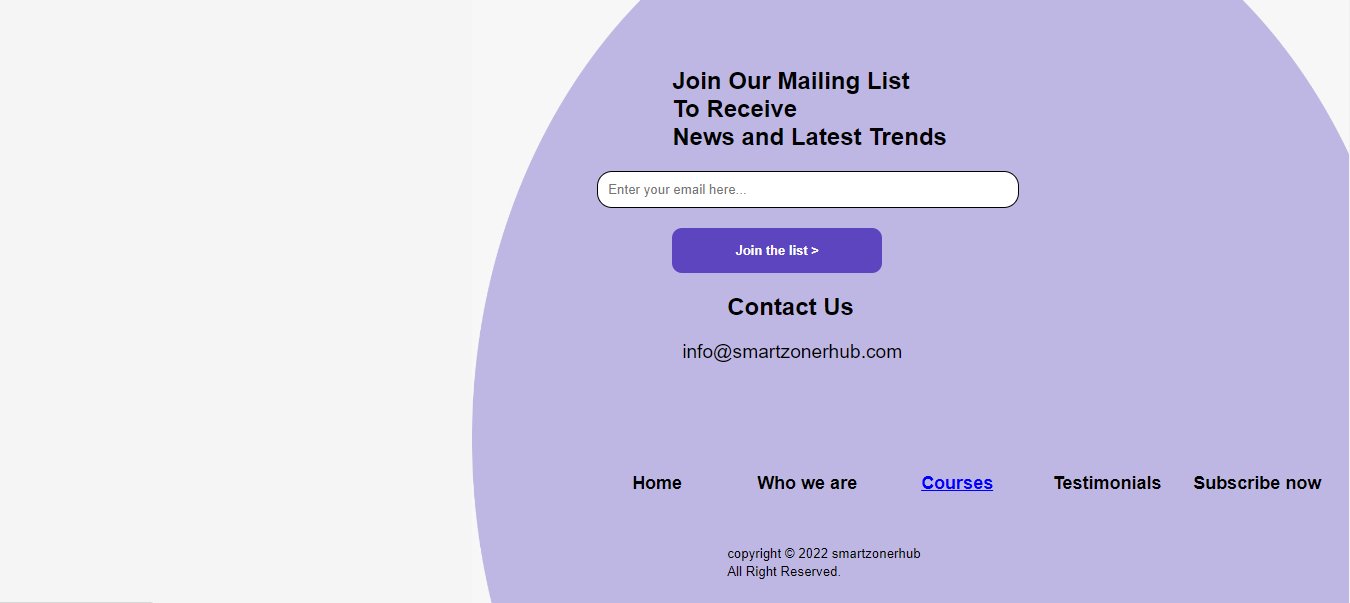 Join Our Mailing List
To Receive
News and Latest Trends
Enter your email here...
Join the list >
Contact Us
info@smartzonerhub.com
Home Who we are Courses Testimonials Subscribe now
copyright © 2022 smartzonerhub
All Right Reserved.